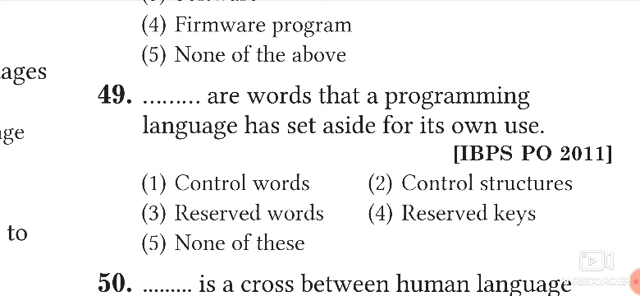 (4) Firmware program
(5) None of the above
ages
49. ......... are words that a programming
ge
language has set aside for its own use.
[IBPS PO 2011]
(1) Control words (2) Control structures
(3) Reserved words (4) Reserved keys
to
(5) None of these
50. ......... is a cross between human language
RECORDER